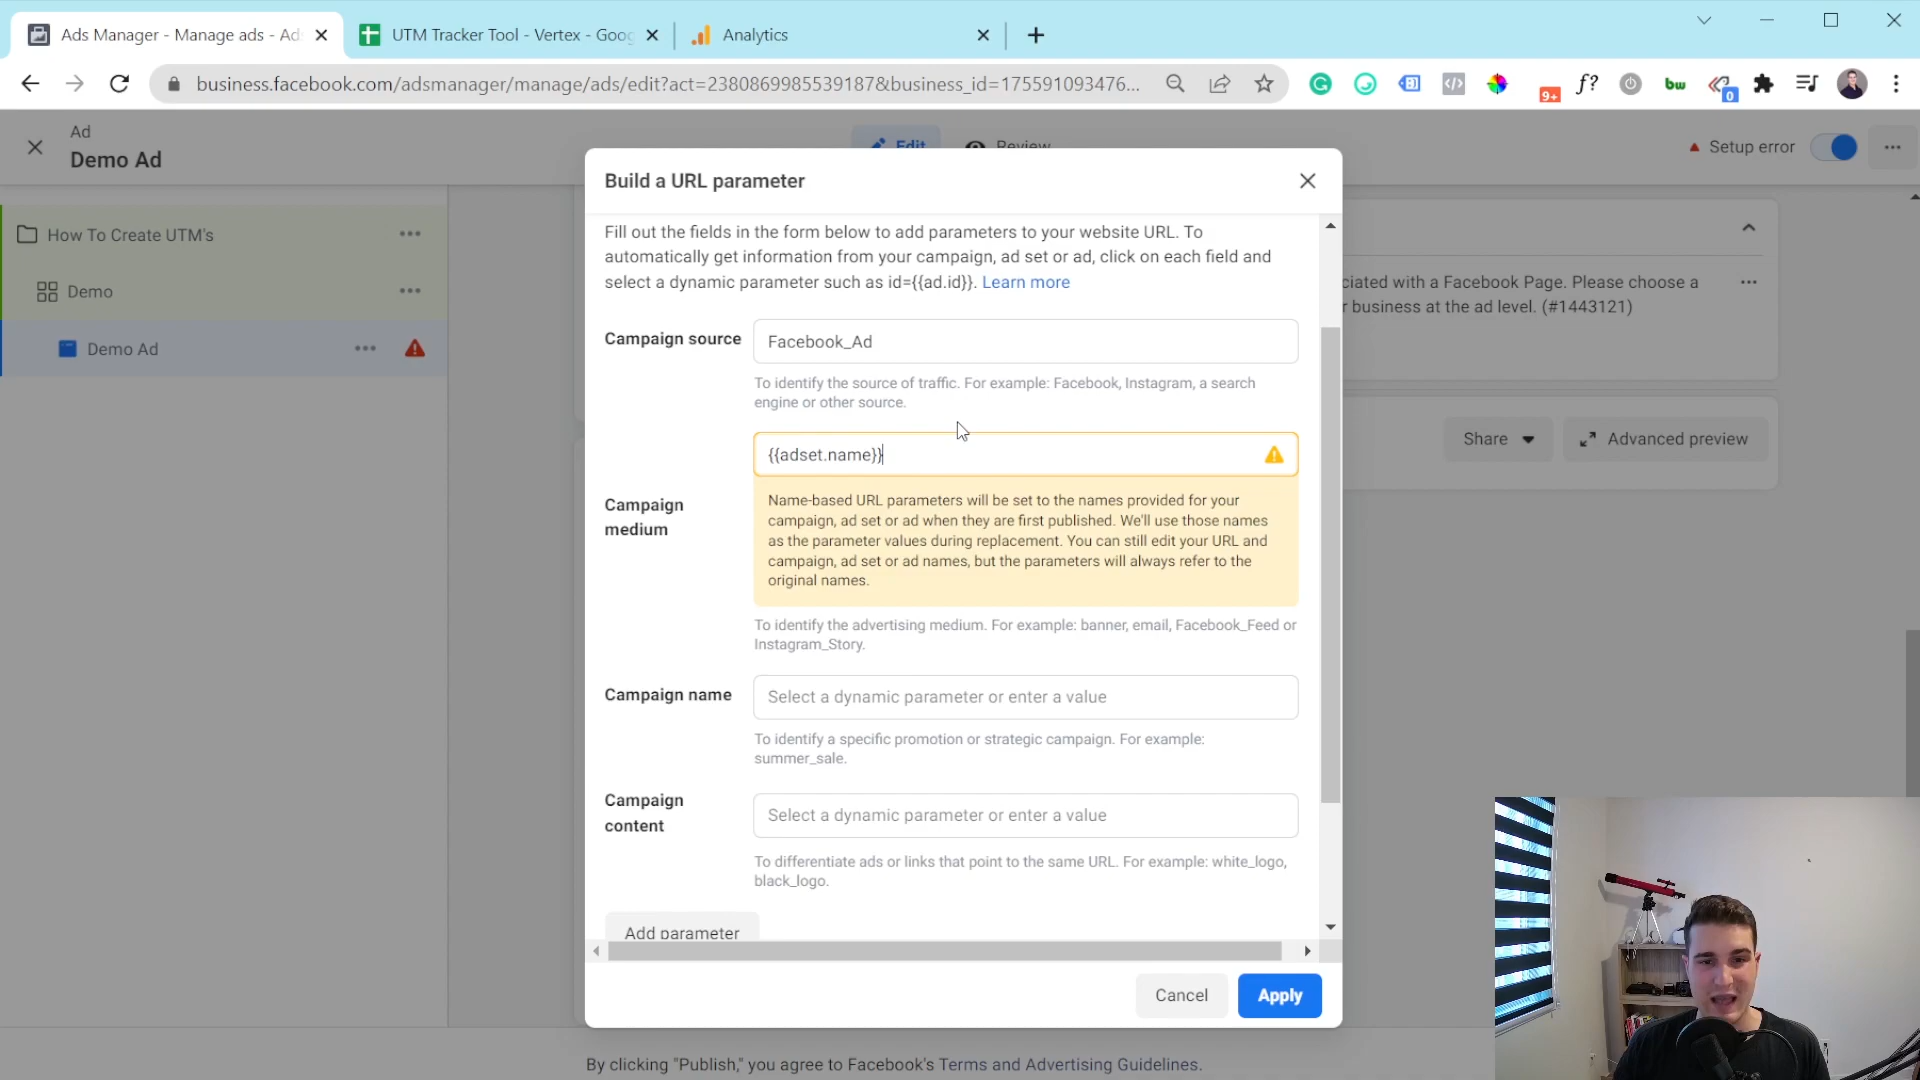 Ads Manager - Manage ads - Ad
UTM Tracker Tool - Vertex - Goog
Analytics
business.facebook.com/adsmanager/manage/ads/edit?act=2380869985539187&business_id=175591093476...
9+
f?
bw
0
Ad
Demo Ad
Edit
Review
Setup error
How To Create UTM's
Demo
Demo Ad
Build a URL parameter
Fill out the fields in the form below to add parameters to your website URL. To
automatically get information from your campaign, ad set or ad, click on each field and
select a dynamic parameter such as id={{ad.id}}. Learn more
Campaign source
Facebook_Ad
To identify the source of traffic. For example: Facebook, Instagram, a search
engine or other source.
Campaign
medium
{{adset.name}}
Name-based URL parameters will be set to the names provided for your
campaign, ad set or ad when they are first published. We'll use those names
as the parameter values during replacement. You can still edit your URL and
campaign, ad set or ad names, but the parameters will always refer to the
original names.
To identify the advertising medium. For example: banner, email, Facebook_Feed or
Instagram_Story.
Campaign name
Select a dynamic parameter or enter a value
To identify a specific promotion or strategic campaign. For example:
summer_sale.
Campaign
content
Select a dynamic parameter or enter a value
To differentiate ads or links that point to the same URL. For example: white_logo,
black_logo.
Add parameter
Cancel
Apply
ciated with a Facebook Page. Please choose a
r business at the ad level. (#1443121)
Share
Advanced preview
By clicking "Publish," you agree to Facebook's Terms and Advertising Guidelines.